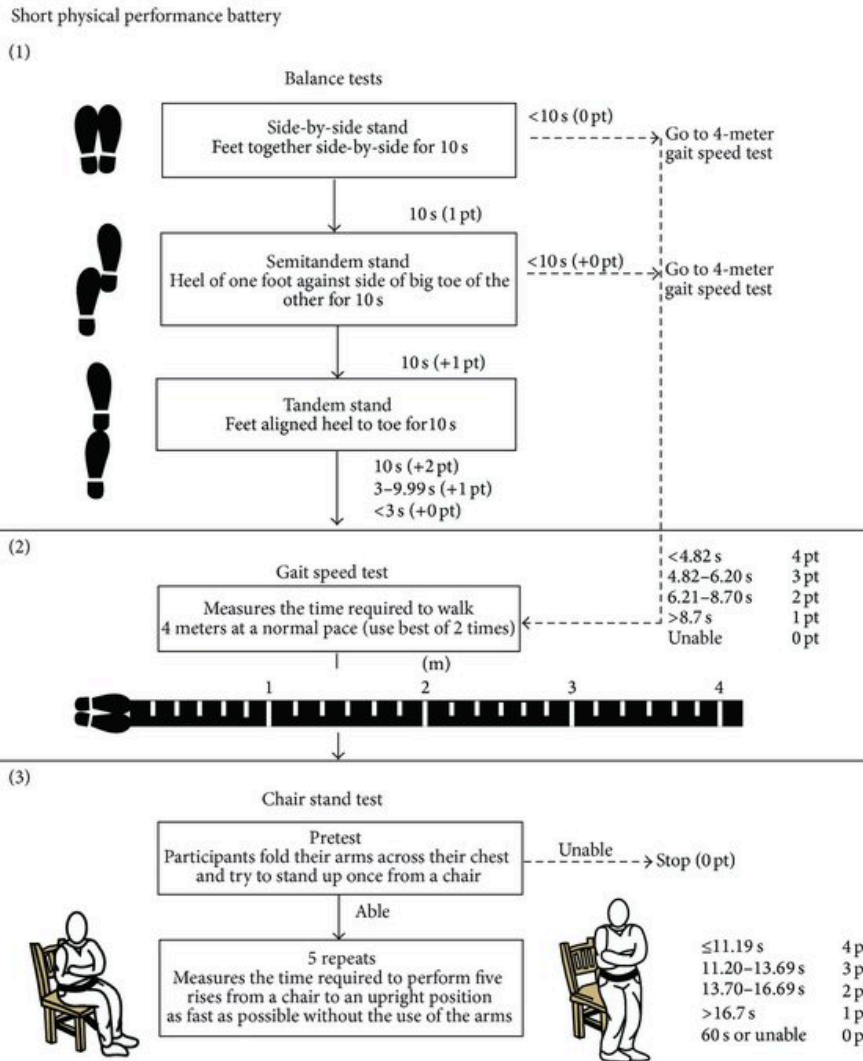 Short physical performance battery
(1)
Balance tests
Side-by-side stand
Feet together side-by-side for 10 s
<10 s (0 pt)
Go to 4-meter
gait speed test
10 s (1 pt)
Semitandem stand
Heel of one foot against side of big toe of the
other for 10 s
<10 s (+0 pt)
Go to 4-meter
gait speed test
10 s (+1 pt)
Tandem stand
Feet aligned heel to toe for10 s
10 s (+2 pt)
3–9.99 s (+1 pt)
<3 s (+0 pt)
(2)
Gait speed test
Measures the time required to walk
4 meters at a normal pace (use best of 2 times)
<4.82 s 4 pt
4.82–6.20 s 3 pt
6.21–8.70 s 2 pt
>8.7 s 1 pt
Unable 0 pt
(m)
1 2 3 4
(3)
Chair stand test
Pretest
Participants fold their arms across their chest
and try to stand up once from a chair
Unable
Stop (0 pt)
Able
5 repeats
Measures the time required to perform five
rises from a chair to an upright position
as fast as possible without the use of the arms
≤11.19 s 4 p
11.20–13.69 s 3 p
13.70–16.69 s 2 p
>16.7 s 1 p
60 s or unable 0 p